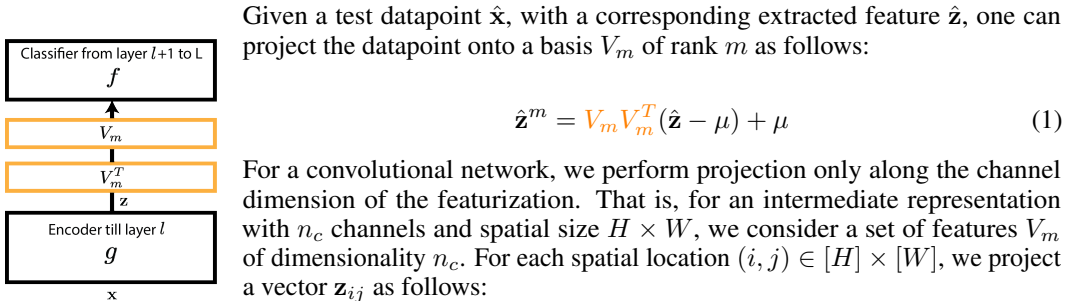 Classifier from layer l+1 to L
f
V_m
V_m^T
z
Encoder till layer l
g
x
Given a test datapoint x̂, with a corresponding extracted feature ẑ, one can
project the datapoint onto a basis V_m of rank m as follows:
ẑ^m = V_m V_m^T (ẑ − μ) + μ (1)
For a convolutional network, we perform projection only along the channel
dimension of the featurization. That is, for an intermediate representation
with n_c channels and spatial size H × W, we consider a set of features V_m
of dimensionality n_c. For each spatial location (i, j) ∈ [H] × [W], we project
a vector z_ij as follows: